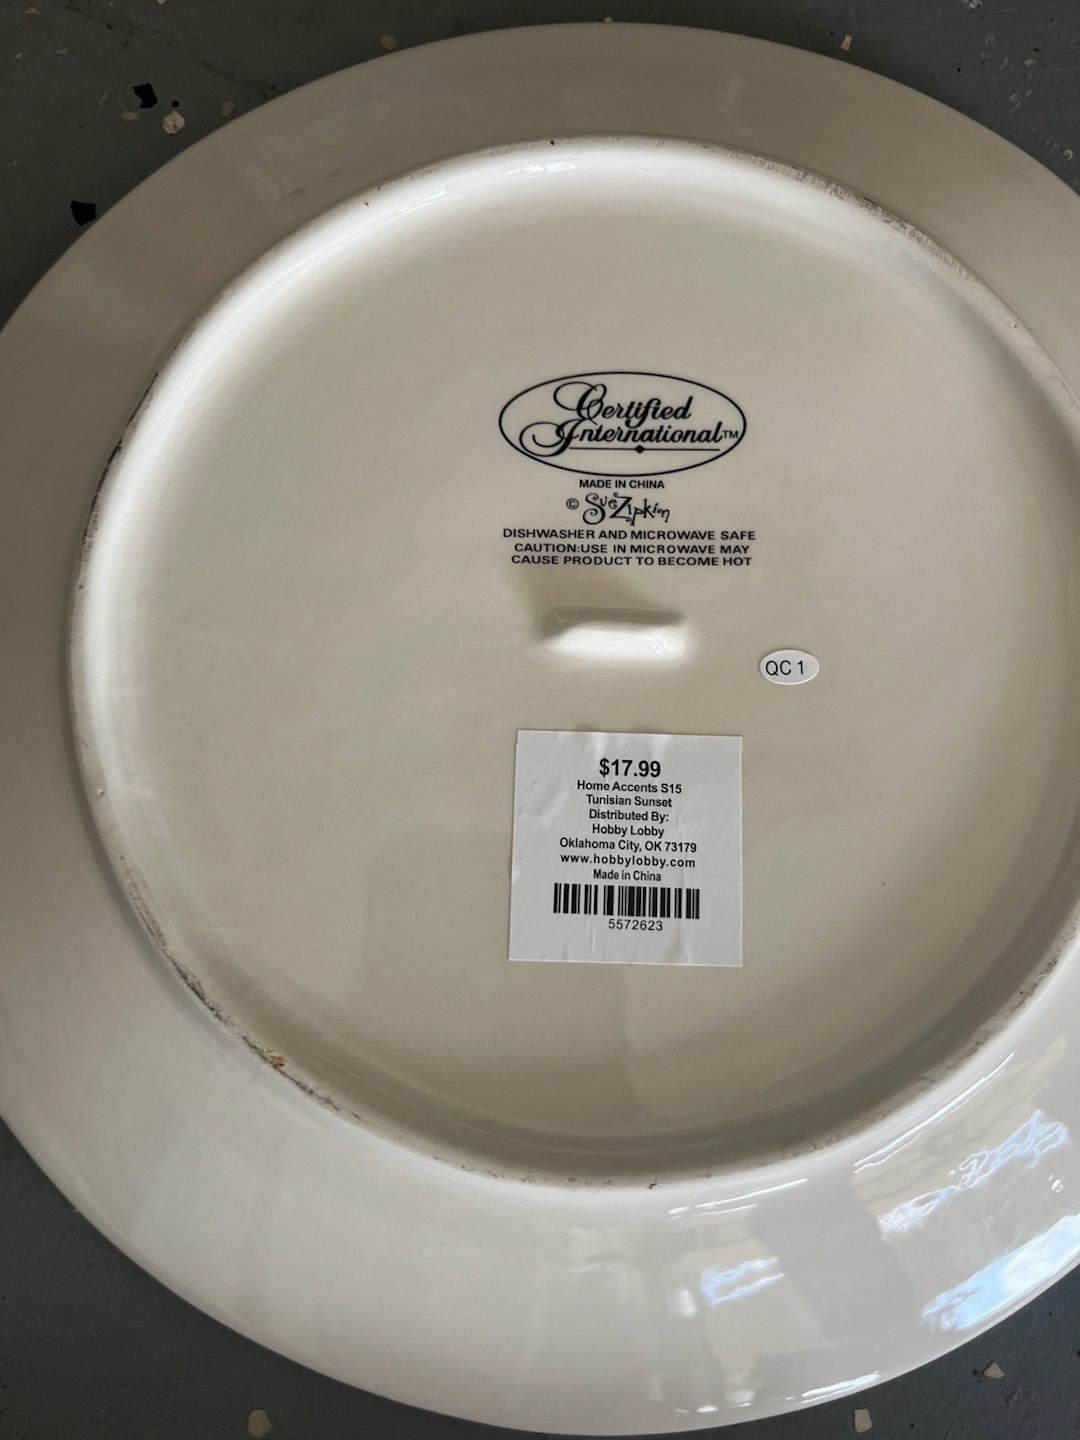 Certified
International™
MADE IN CHINA
© SueZipkin
DISHWASHER AND MICROWAVE SAFE
CAUTION:USE IN MICROWAVE MAY
CAUSE PRODUCT TO BECOME HOT
QC 1
$17.99
Home Accents S15
Tunisian Sunset
Distributed By:
Hobby Lobby
Oklahoma City, OK 73179
www.hobbylobby.com
Made in China
5572623